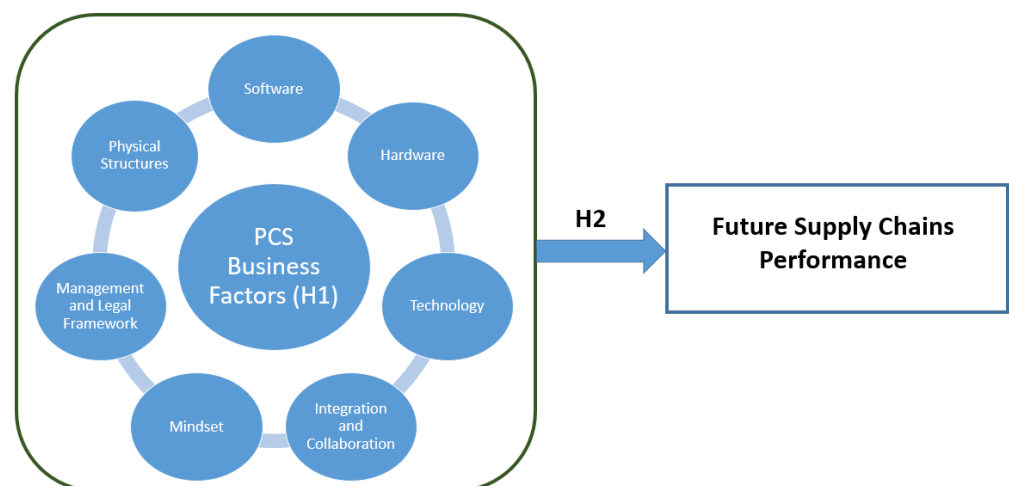 Software
Hardware
Technology
Integration
and
Collaboration
Mindset
Management
and Legal
Framework
Physical
Structures
PCS
Business
Factors (H1)
H2
Future Supply Chains
Performance